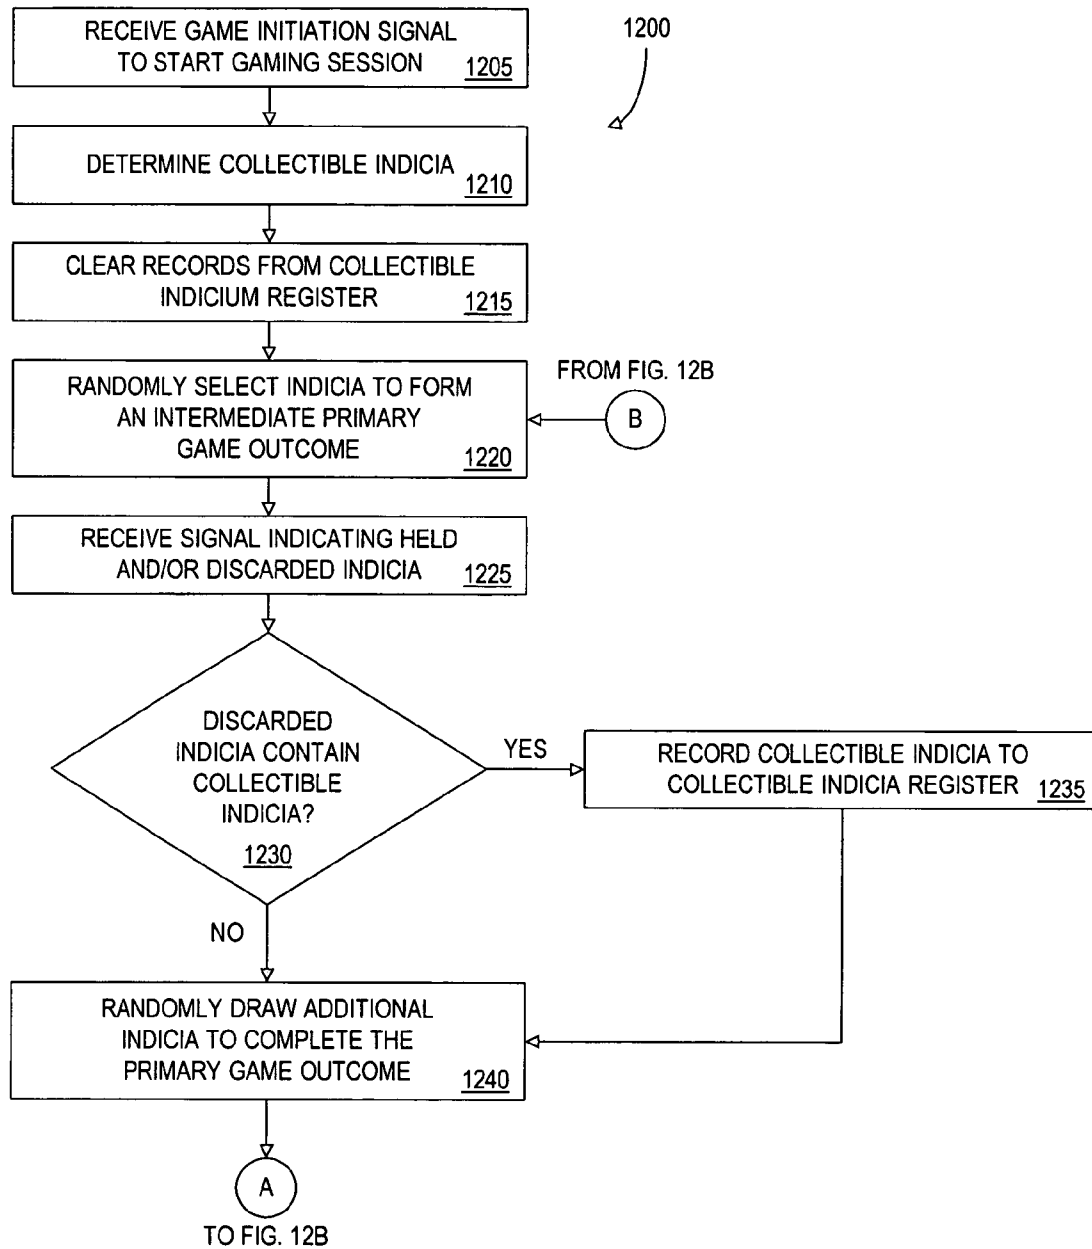 RECEIVE GAME INITIATION SIGNAL
TO START GAMING SESSION 1205
1200
DETERMINE COLLECTIBLE INDICIA
1210
CLEAR RECORDS FROM COLLECTIBLE
INDICIUM REGISTER 1215
RANDOMLY SELECT INDICIA TO FORM
AN INTERMEDIATE PRIMARY
GAME OUTCOME 1220
FROM FIG. 12B
B
RECEIVE SIGNAL INDICATING HELD
AND/OR DISCARDED INDICIA 1225
DISCARDED
INDICIA CONTAIN
COLLECTIBLE
INDICIA?
1230
YES
RECORD COLLECTIBLE INDICIA TO
COLLECTIBLE INDICIA REGISTER 1235
NO
RANDOMLY DRAW ADDITIONAL
INDICIA TO COMPLETE THE
PRIMARY GAME OUTCOME 1240
A
TO FIG. 12B